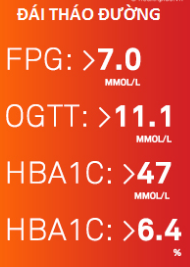 ĐÁI THÁO ĐƯỜNG
FPG: >7.0
MMOL/L
OGTT: >11.1
MMOL/L
HBA1C: >47
MMOL/L
HBA1C: >6.4
%